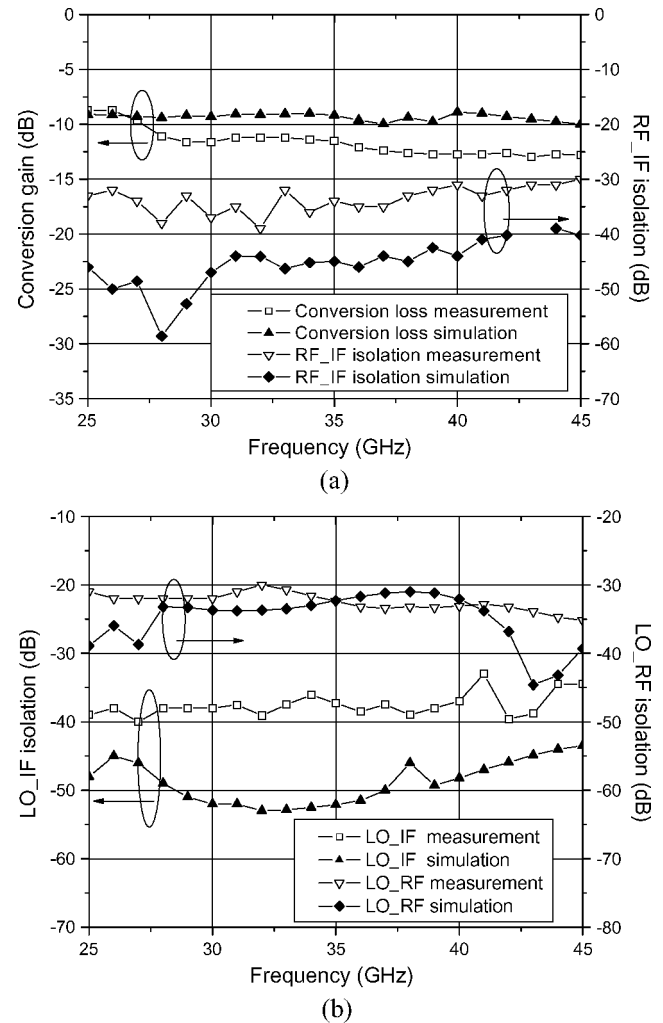 0
-5
-10
-15
-20
-25
-30
-35
Conversion gain (dB)
0
-10
-20
-30
-40
-50
-60
-70
RF_IF isolation (dB)
Conversion loss measurement
Conversion loss simulation
RF_IF isolation measurement
RF_IF isolation simulation
25
30
35
40
45
Frequency (GHz)
(a)
-10
-20
-30
-40
-50
-60
-70
LO_IF isolation (dB)
-20
-30
-40
-50
-60
-70
-80
LO_RF isolation (dB)
LO_IF measurement
LO_IF simulation
LO_RF measurement
LO_RF simulation
25
30
35
40
45
Frequency (GHz)
(b)